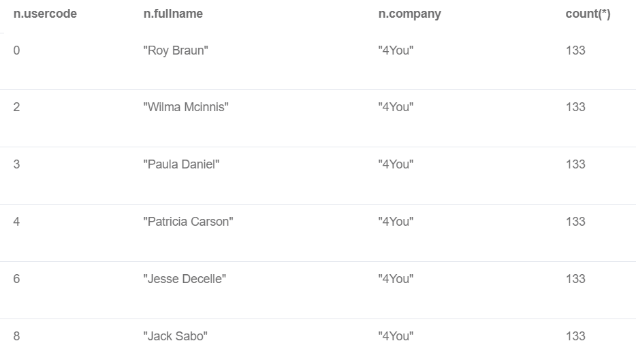 n.usercode n.fullname n.company count(*)
0 "Roy Braun" "4You" 133
2 "Wilma Mcinnis" "4You" 133
3 "Paula Daniel" "4You" 133
4 "Patricia Carson" "4You" 133
6 "Jesse Decelle" "4You" 133
8 "Jack Sabo" "4You" 133